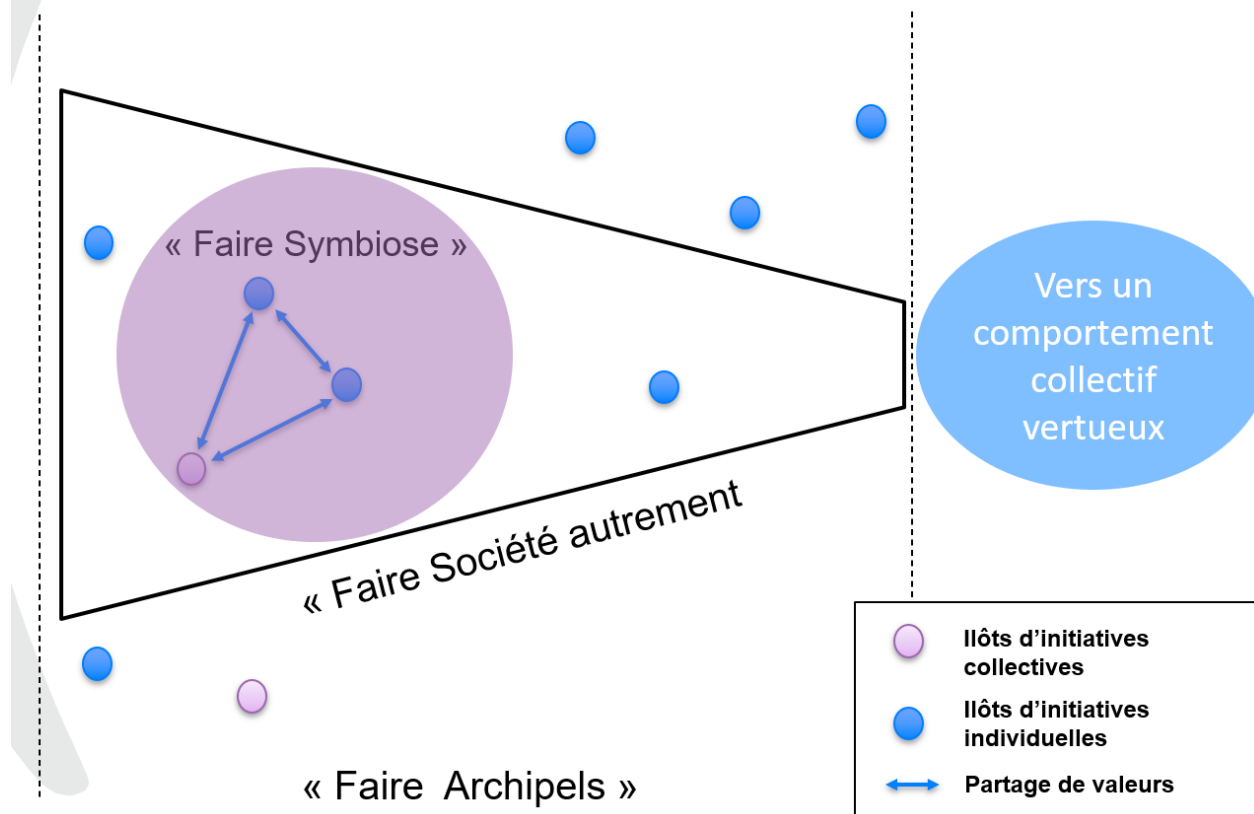 « Faire Symbiose »
Vers un
comportement
collectif
vertueux
« Faire Société autrement
« Faire Archipels »
Ilôts d’initiatives
collectives
Ilôts d’initiatives
individuelles
Partage de valeurs